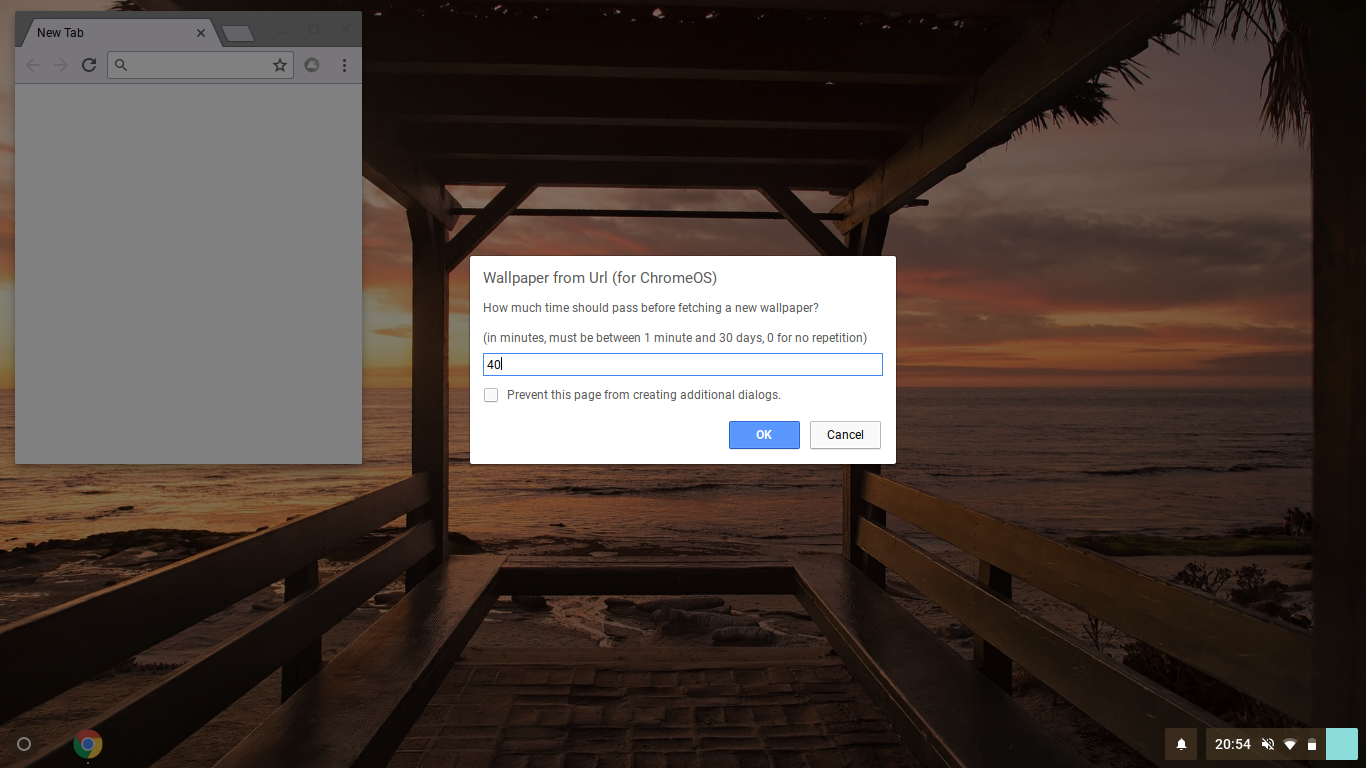 New Tab
Wallpaper from Url (for ChromeOS)
How much time should pass before fetching a new wallpaper?
(in minutes, must be between 1 minute and 30 days, 0 for no repetition)
40
Prevent this page from creating additional dialogs.
OK Cancel
20:54